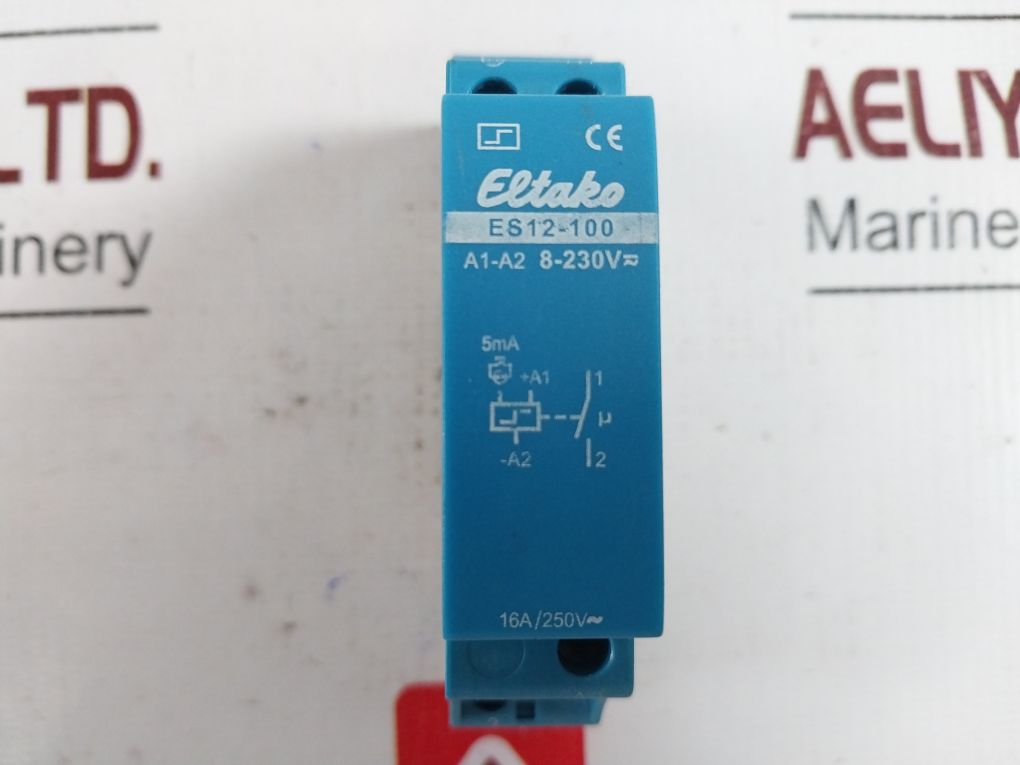 LTD.
AELIY
inery
Marine
CE
Eltako
ES12-100
A1-A2 8-230V≂
5mA
+A1
1
µ
-A2
2
16A/250V~
2